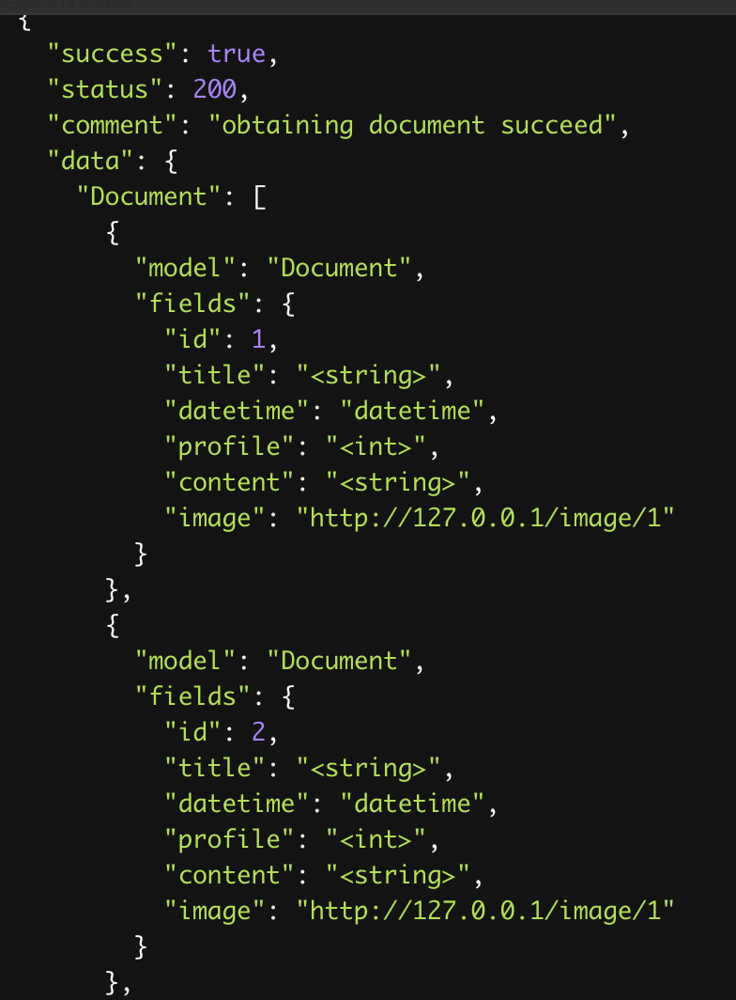 {
  "success": true,
  "status": 200,
  "comment": "obtaining document succeed",
  "data": {
    "Document": [
      {
        "model": "Document",
        "fields": {
          "id": 1,
          "title": "<string>",
          "datetime": "datetime",
          "profile": "<int>",
          "content": "<string>",
          "image": "http://127.0.0.1/image/1"
        }
      },
      {
        "model": "Document",
        "fields": {
          "id": 2,
          "title": "<string>",
          "datetime": "datetime",
          "profile": "<int>",
          "content": "<string>",
          "image": "http://127.0.0.1/image/1"
        }
      },